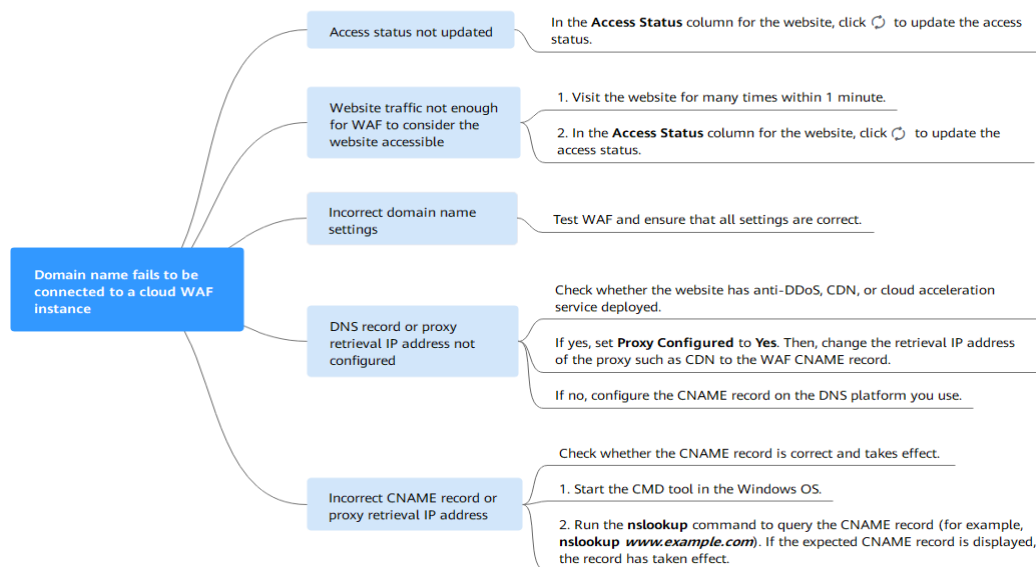 Domain name fails to be
connected to a cloud WAF
instance
Access status not updated
In the Access Status column for the website, click to update the access
status.
Website traffic not enough
for WAF to consider the
website accessible
1. Visit the website for many times within 1 minute.
2. In the Access Status column for the website, click to update the
access status.
Incorrect domain name
settings
Test WAF and ensure that all settings are correct.
DNS record or proxy
retrieval IP address not
configured
Check whether the website has anti-DDoS, CDN, or cloud acceleration
service deployed.
If yes, set Proxy Configured to Yes. Then, change the retrieval IP address
of the proxy such as CDN to the WAF CNAME record.
If no, configure the CNAME record on the DNS platform you use.
Incorrect CNAME record or
proxy retrieval IP address
Check whether the CNAME record is correct and takes effect.
1. Start the CMD tool in the Windows OS.
2. Run the nslookup command to query the CNAME record (for example,
nslookup www.example.com). If the expected CNAME record is displayed,
the record has taken effect.